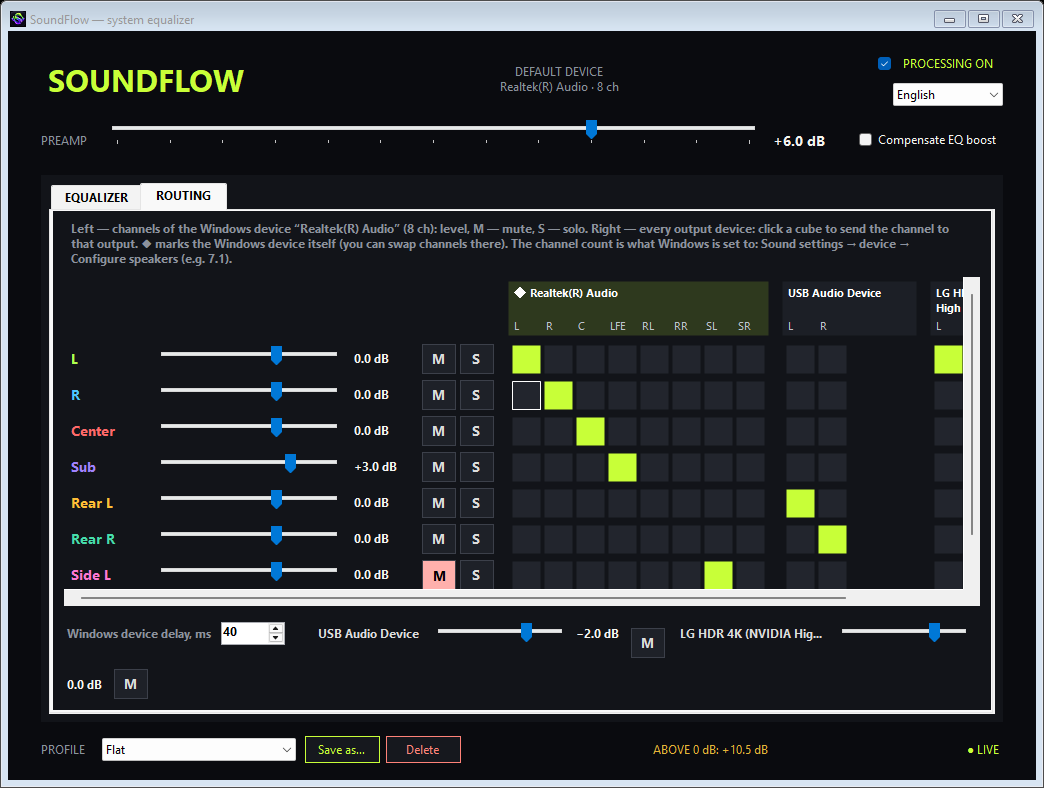 SoundFlow — system equalizer
SOUNDFLOW
DEFAULT DEVICE
Realtek(R) Audio · 8 ch
PROCESSING ON
English
PREAMP
+6.0 dB
Compensate EQ boost
EQUALIZER
ROUTING
Left — channels of the Windows device “Realtek(R) Audio” (8 ch): level, M — mute, S — solo. Right — every output device: click a cube to send the channel to
that output. ◆ marks the Windows device itself (you can swap channels there). The channel count is what Windows is set to: Sound settings → device →
Configure speakers (e.g. 7.1).
◆ Realtek(R) Audio
L R C LFE RL RR SL SR
USB Audio Device
L R
LG H
High
L
L 0.0 dB M S
R 0.0 dB M S
Center 0.0 dB M S
Sub +3.0 dB M S
Rear L 0.0 dB M S
Rear R 0.0 dB M S
Side L 0.0 dB M S
Windows device delay, ms 40
USB Audio Device −2.0 dB M
LG HDR 4K (NVIDIA Hig...
0.0 dB M
PROFILE Flat Save as... Delete
ABOVE 0 dB: +10.5 dB
● LIVE